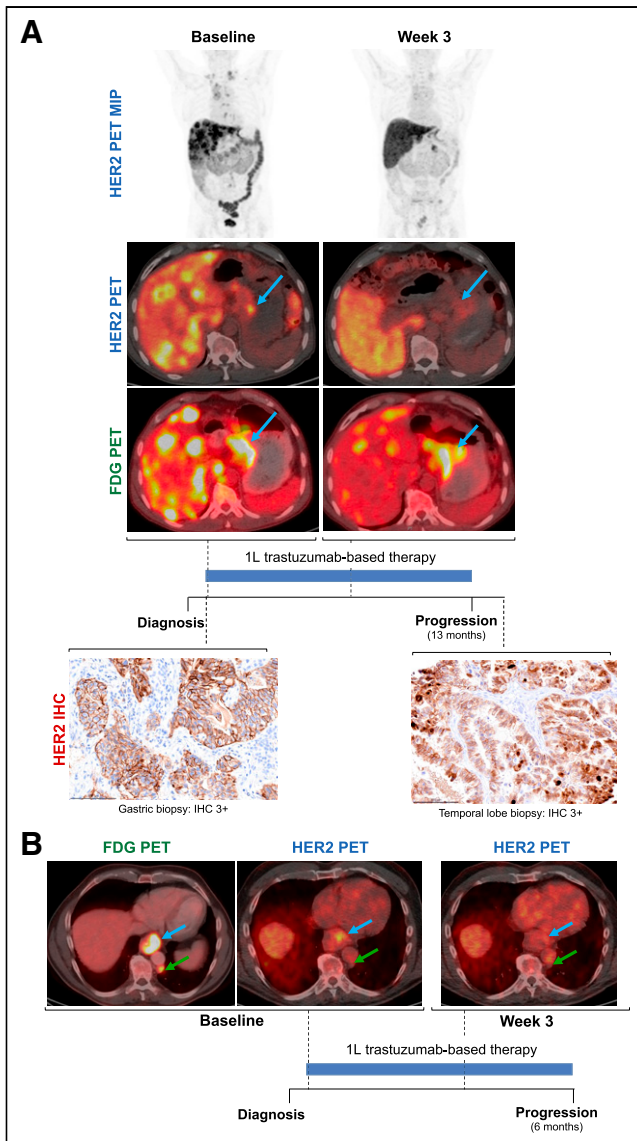 A
Baseline
Week 3
HER2 PET MIP
HER2 PET
FDG PET
1L trastuzumab-based therapy
Diagnosis
Progression
(13 months)
HER2 IHC
Gastric biopsy: IHC 3+
Temporal lobe biopsy: IHC 3+
B
FDG PET
HER2 PET
HER2 PET
Baseline
Week 3
1L trastuzumab-based therapy
Diagnosis
Progression
(6 months)